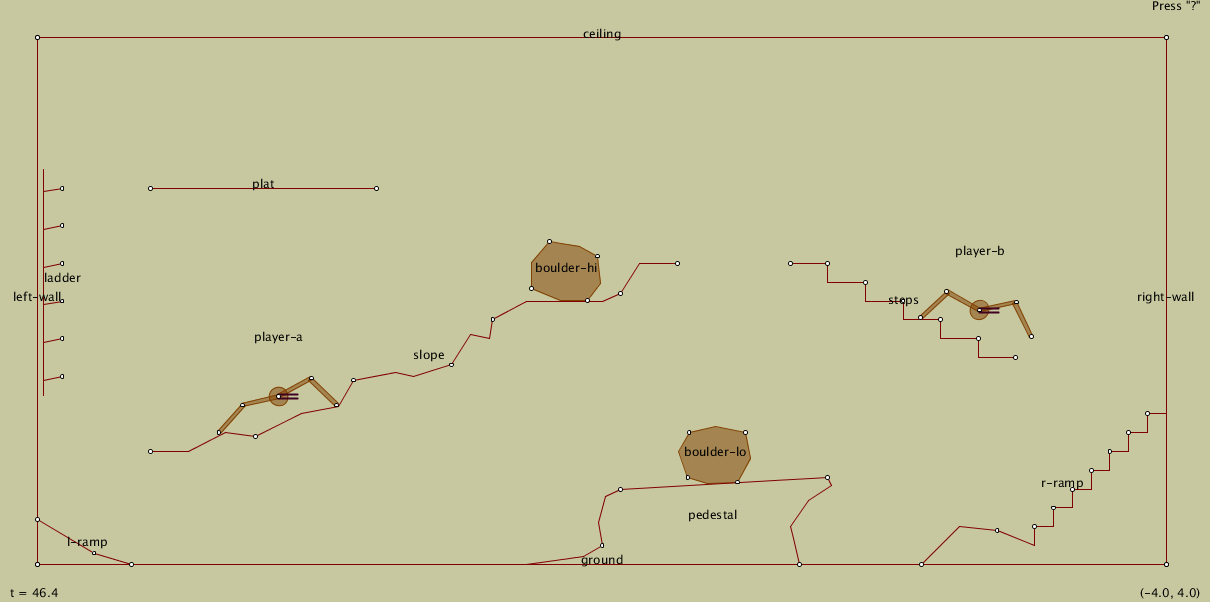 Press "?"
ceiling
plat
player-b
boulder-hi
ladder
left-wall
right-wall
steps
player-a
slope
boulder-lo
r-ramp
pedestal
l-ramp
ground
t = 46.4
(-4.0, 4.0)